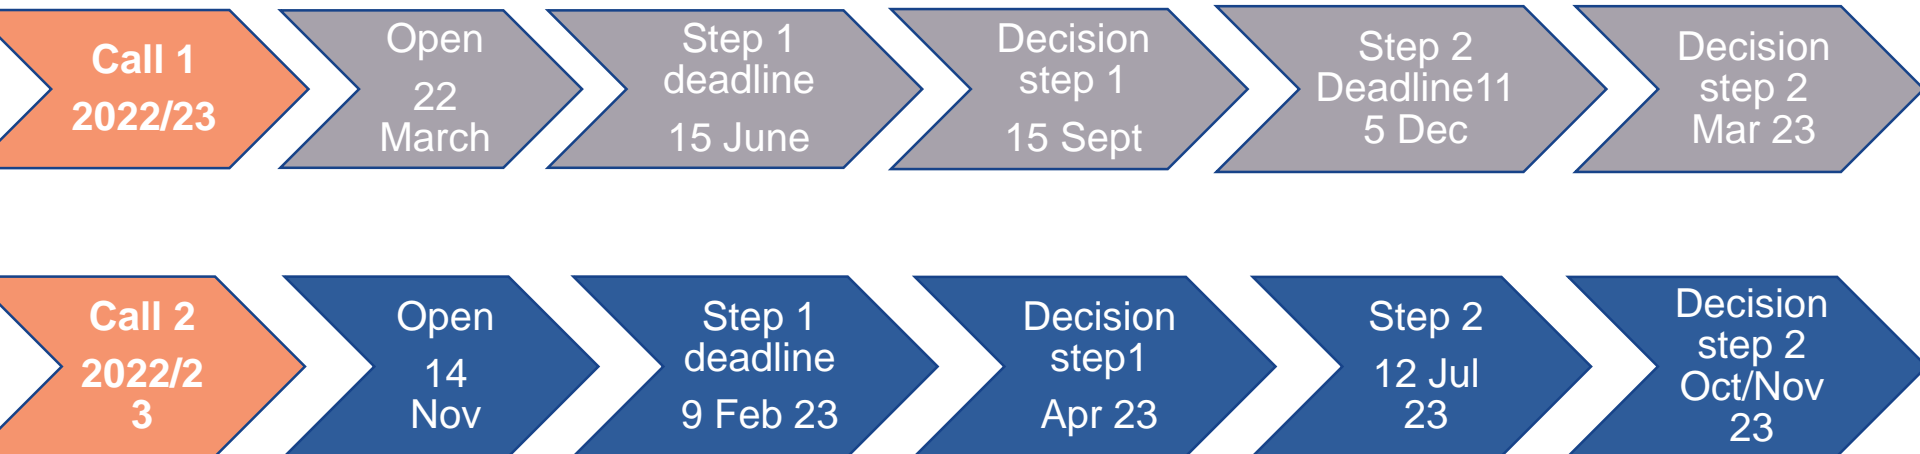 Call 1
2022/23
Open
22
March
Step 1
deadline
15 June
Decision
step 1
15 Sept
Step 2
Deadline11
5 Dec
Decision
step 2
Mar 23
Call 2
2022/2
3
Open
14
Nov
Step 1
deadline
9 Feb 23
Decision
step1
Apr 23
Step 2
12 Jul
23
Decision
step 2
Oct/Nov
23